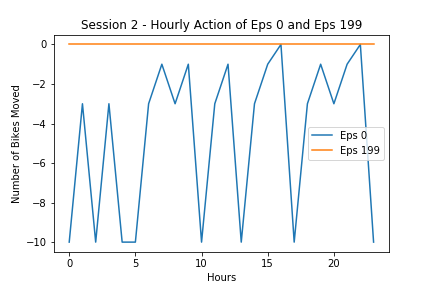 Session 2 - Hourly Action of Eps 0 and Eps 199
Number of Bikes Moved
0
−2
−4
−6
−8
−10
Eps 0
Eps 199
0 5 10 15 20
Hours